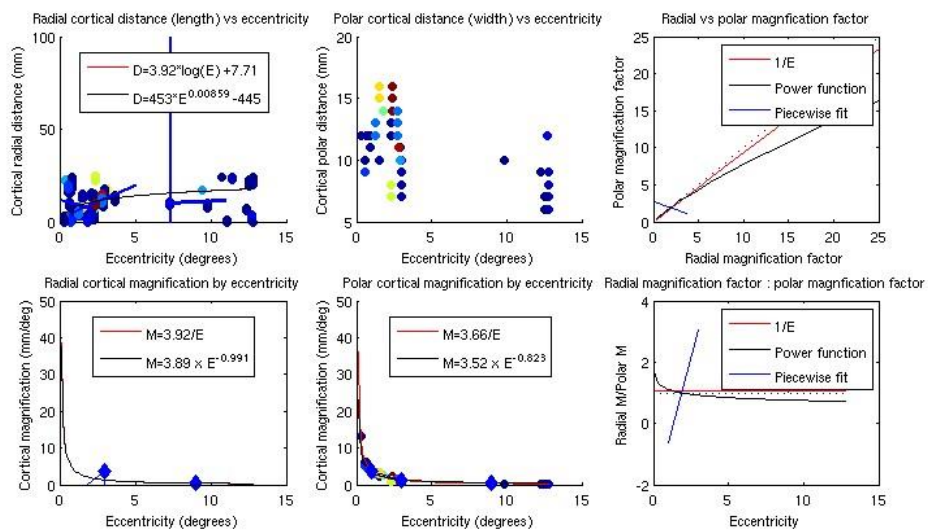 Radial cortical distance (length) vs eccentricity
Cortical radial distance (mm)
100
50
0
D=3.92*log(E) +7.71
D=453*E^0.00859 -445
0 5 10 15
Eccentricity (degrees)
Polar cortical distance (width) vs eccentricity
Cortical polar distance (mm)
20
15
10
5
0 5 10 15
Eccentricity (degrees)
Radial vs polar magnfication factor
Polar magnification factor
25
20
15
10
5
0
1/E
Power function
Piecewise fit
0 5 10 15 20 25
Radial magnification factor
Radial cortical magnification by eccentricity
Cortical magnification (mm/deg)
50
40
30
20
10
0
M=3.92/E
M=3.89 x E^-0.991
0 5 10 15
Eccentricity (degrees)
Polar cortical magnification by eccentricity
Cortical magnification (mm/deg)
50
40
30
20
10
0
M=3.66/E
M=3.52 x E^-0.823
0 5 10 15
Eccentricity (degrees)
Radial magnification factor : polar magnification factor
Radial M/Polar M
4
2
0
-2
1/E
Power function
Piecewise fit
0 5 10 15
Eccentricity